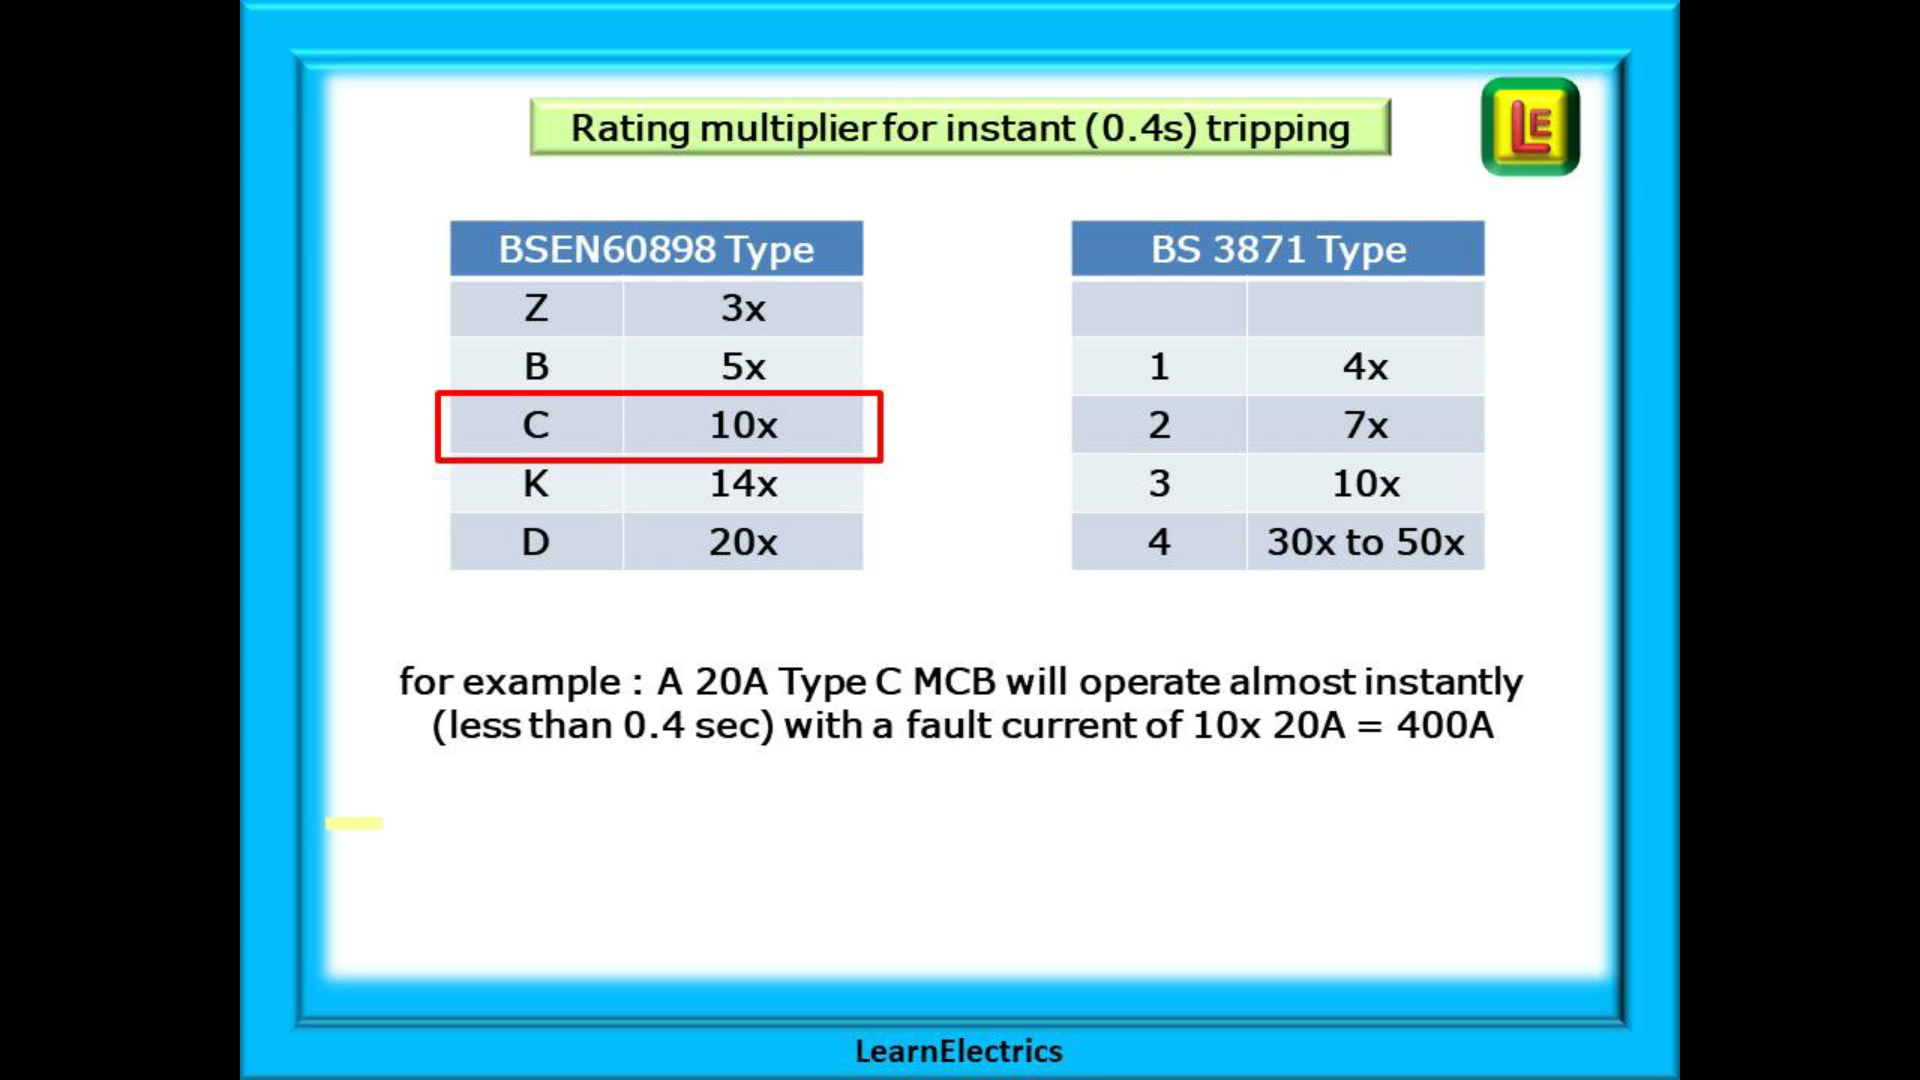 Rating multiplier for instant (0.4s) tripping
LE
BSEN60898 Type
Z 3x
B 5x
C 10x
K 14x
D 20x
BS 3871 Type
1 4x
2 7x
3 10x
4 30x to 50x
for example : A 20A Type C MCB will operate almost instantly
(less than 0.4 sec) with a fault current of 10x 20A = 400A
LearnElectrics